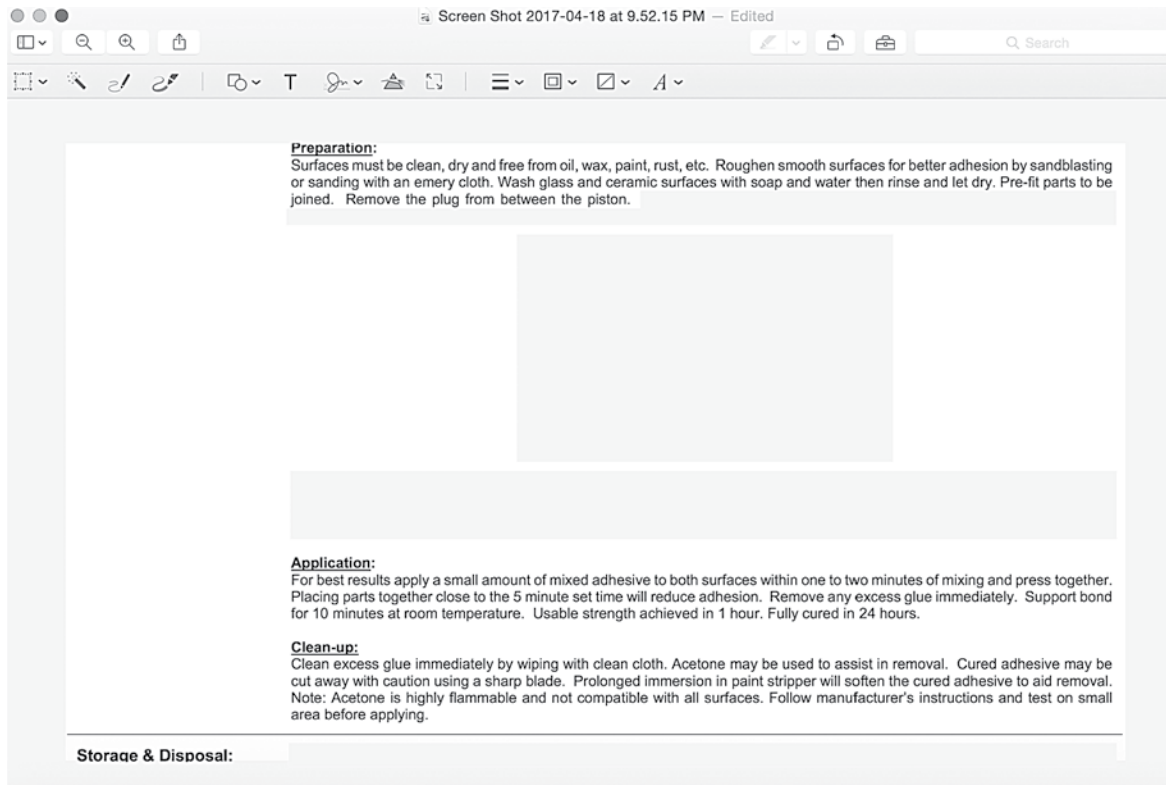 Screen Shot 2017-04-18 at 9.52.15 PM — Edited
Search
T
A
Preparation:
Surfaces must be clean, dry and free from oil, wax, paint, rust, etc. Roughen smooth surfaces for better adhesion by sandblasting
or sanding with an emery cloth. Wash glass and ceramic surfaces with soap and water then rinse and let dry. Pre-fit parts to be
joined. Remove the plug from between the piston.
Application:
For best results apply a small amount of mixed adhesive to both surfaces within one to two minutes of mixing and press together.
Placing parts together close to the 5 minute set time will reduce adhesion. Remove any excess glue immediately. Support bond
for 10 minutes at room temperature. Usable strength achieved in 1 hour. Fully cured in 24 hours.
Clean-up:
Clean excess glue immediately by wiping with clean cloth. Acetone may be used to assist in removal. Cured adhesive may be
cut away with caution using a sharp blade. Prolonged immersion in paint stripper will soften the cured adhesive to aid removal.
Note: Acetone is highly flammable and not compatible with all surfaces. Follow manufacturer's instructions and test on small
area before applying.
Storage & Disposal: